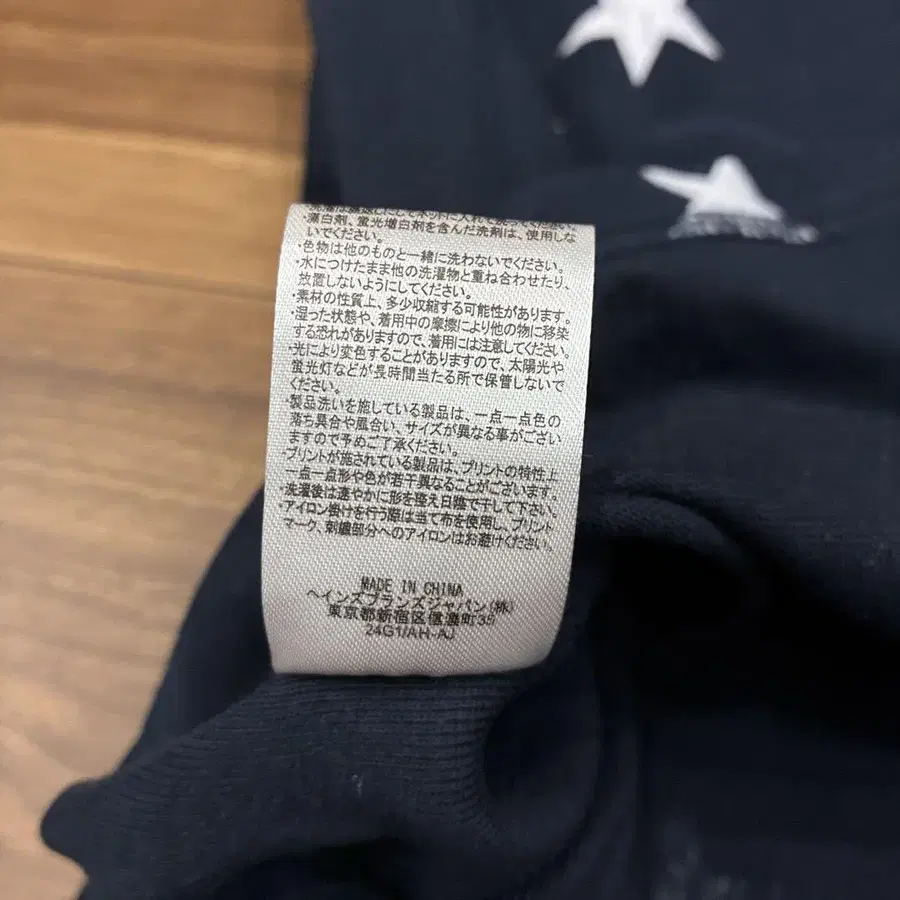 漂白剤、蛍光増白剤を含んだ洗剤は、使用しな
いでください。
・色物は他のものと一緒に洗わないでください。
・水につけたまま他の洗濯物と重ね合わせたり、
放置しないようにしてください。
・素材の性質上、多少収縮する可能性があります。
・湿った状態や、着用中の摩擦により他の物に移染
する恐れがありますので、着用には注意してください。
・光により変色することがありますので、太陽光や
蛍光灯などが長時間当たる所で保管しないで
ください。
・製品洗いを施している製品は、一点一点色の
落ち具合や風合い、サイズが異なる事がござい
ますので予めご了承ください。
・プリントが施されている製品は、プリントの特性上
一点一点形や色が若干異なることがございます。
・洗濯後は速やかに形を整え日陰で干して下さい。
・アイロン掛けを行う際は当て布を使用し、プリント
マーク、刺繍部分へのアイロンはお避けください。
MADE IN CHINA
ヘインズブランズジャパン(株)
東京都新宿区信濃町35
24G1/AH-AJ